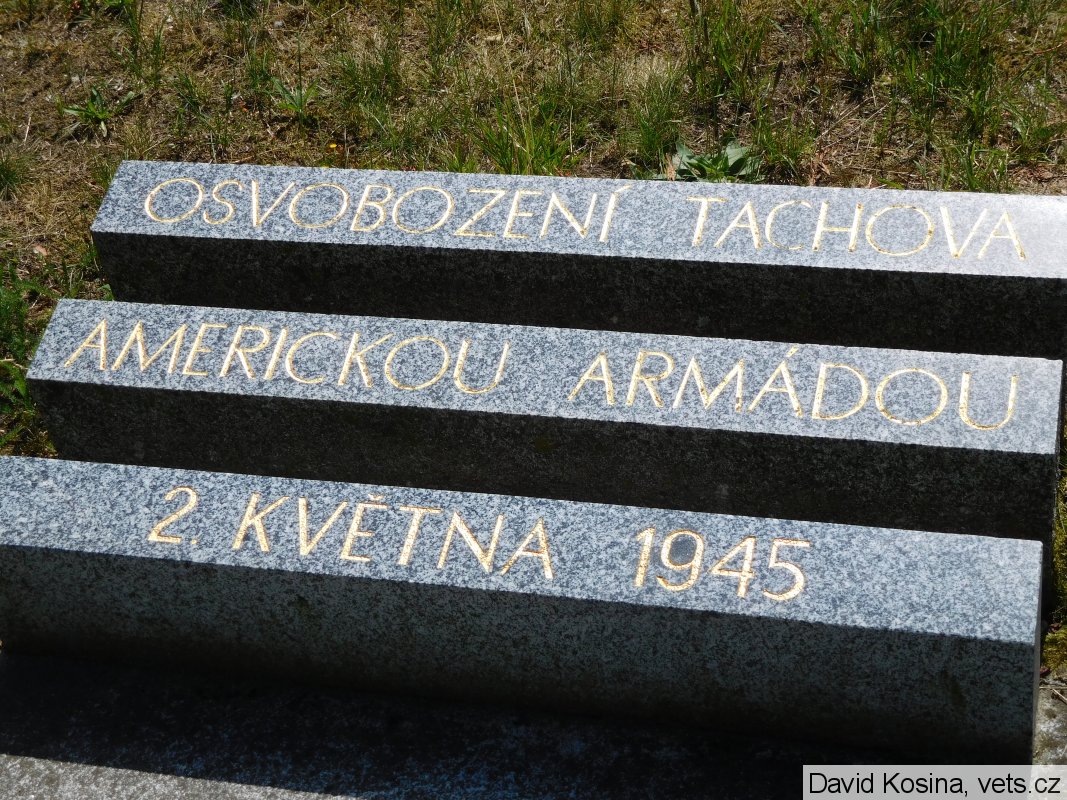 OSVOBOZENÍ TACHOVA
AMERICKOU ARMÁDOU
2. KVĚTNA 1945
David Kosina, vets.cz